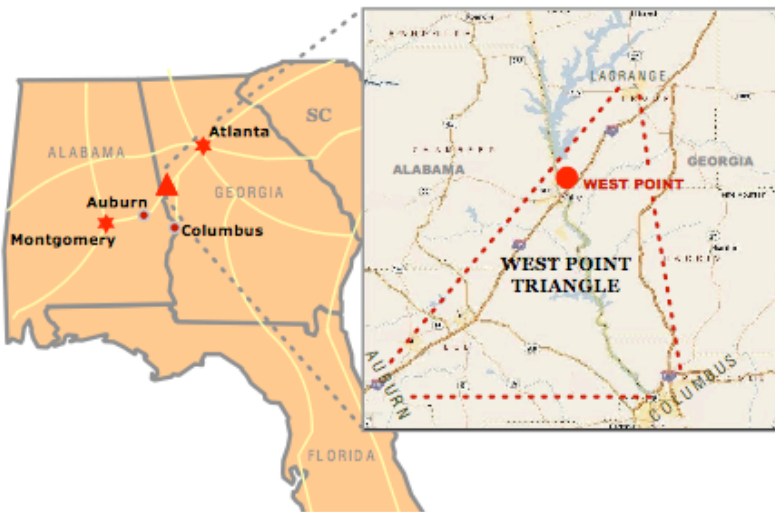 SC
Atlanta
ALABAMA
GEORGIA
Auburn
Montgomery
Columbus
FLORIDA
LAGRANGE
ALABAMA
GEORGIA
WEST POINT
WEST POINT
TRIANGLE
AUBURN
COLUMBUS